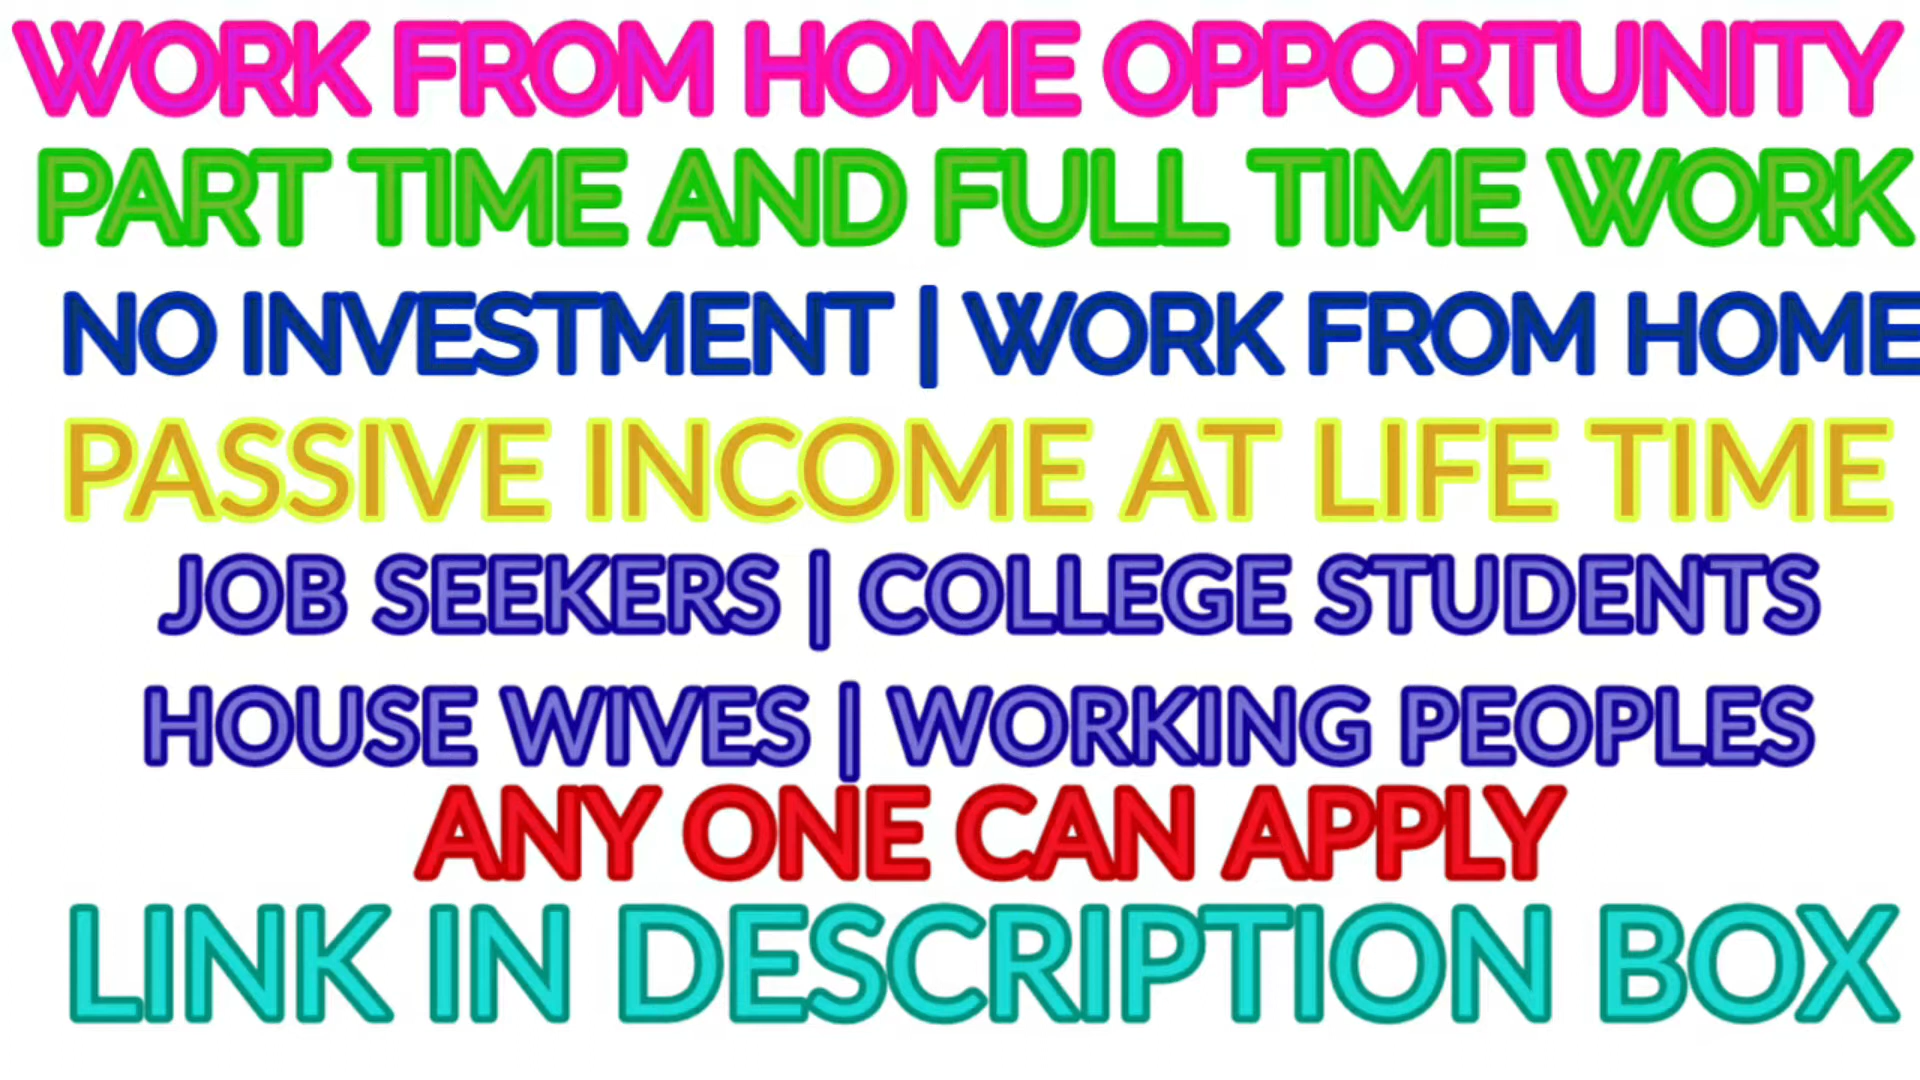 WORK FROM HOME OPPORTUNITY
PART TIME AND FULL TIME WORK
NO INVESTMENT | WORK FROM HOME
PASSIVE INCOME AT LIFE TIME
JOB SEEKERS | COLLEGE STUDENTS
HOUSE WIVES | WORKING PEOPLES
ANY ONE CAN APPLY
LINK IN DESCRIPTION BOX